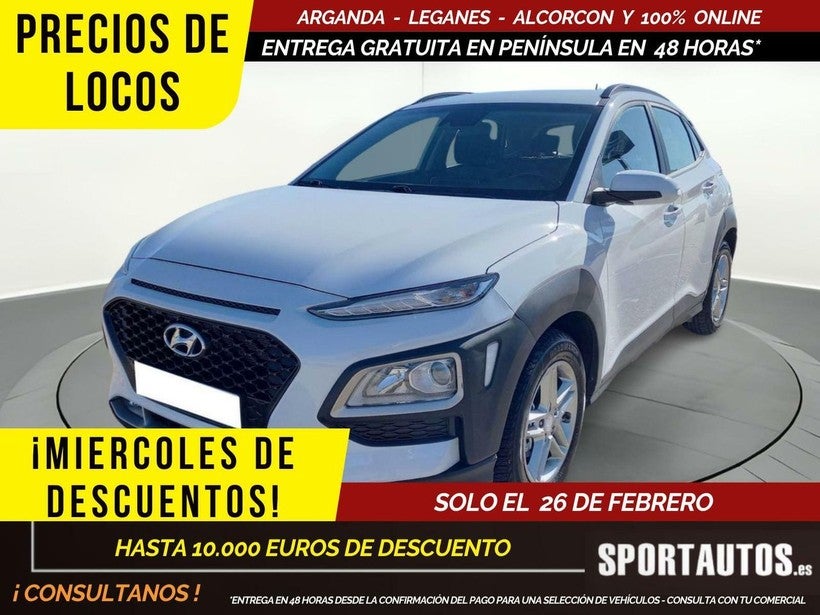 PRECIOS DE
LOCOS
ARGANDA - LEGANES - ALCORCON Y 100% ONLINE
ENTREGA GRATUITA EN PENÍNSULA EN 48 HORAS*
¡MIERCOLES DE
DESCUENTOS!
SOLO EL 26 DE FEBRERO
HASTA 10.000 EUROS DE DESCUENTO
SPORTAUTOS.es
¡ CONSULTANOS !
*ENTREGA EN 48 HORAS DESDE LA CONFIRMACIÓN DEL PAGO PARA UNA SELECCIÓN DE VEHÍCULOS - CONSULTA CON TU COMERCIAL